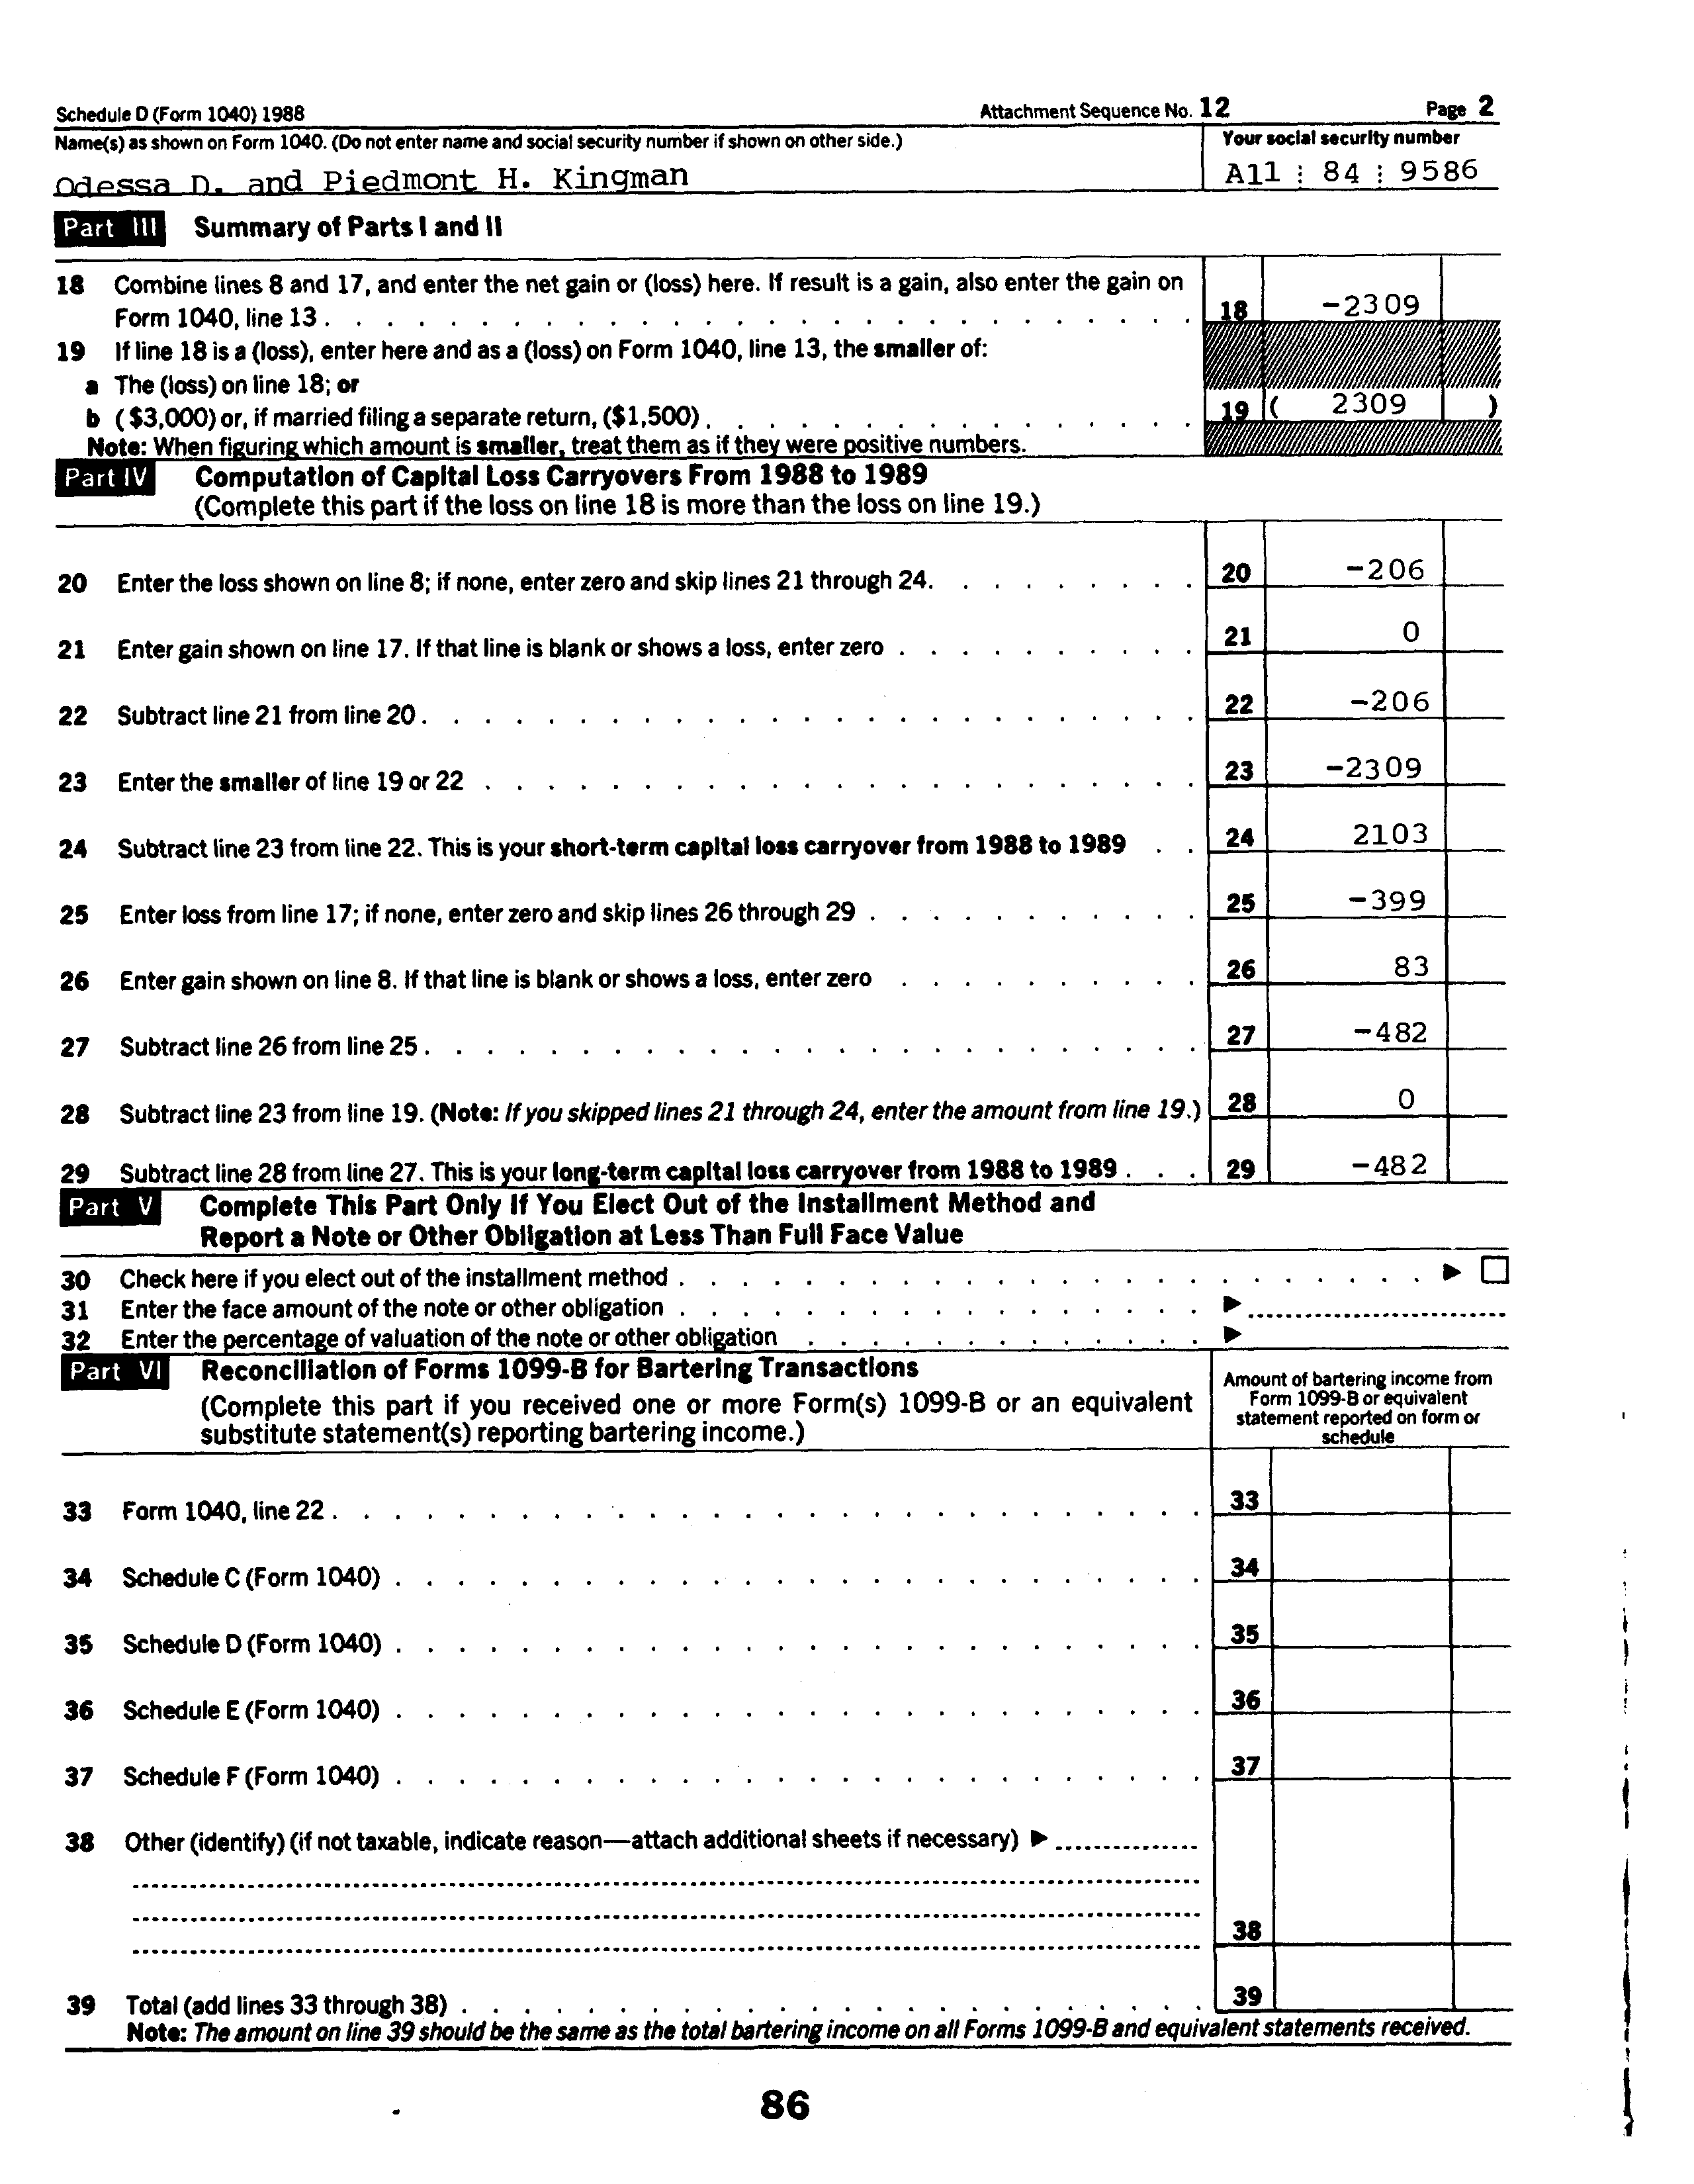 Schedule D (Form 1040) 1988 Attachment Sequence No. 12 Page 2
Name(s) as shown on Form 1040. (Do not enter name and social security number if shown on other side.) Your social security number
Odessa D. and Piedmont H. Kingman A11 84 9586
Part III Summary of Parts I and II
18 Combine lines 8 and 17, and enter the net gain or (loss) here. If result is a gain, also enter the gain on
Form 1040, line 13 . . . 18 -2309
19 If line 18 is a (loss), enter here and as a (loss) on Form 1040, line 13, the smaller of:
a The (loss) on line 18; or
b ($3,000) or, if married filing a separate return, ($1,500) . . . 19 ( 2309 )
Note: When figuring which amount is smaller, treat them as if they were positive numbers.
Part IV Computation of Capital Loss Carryovers From 1988 to 1989
(Complete this part if the loss on line 18 is more than the loss on line 19.)
20 Enter the loss shown on line 8; if none, enter zero and skip lines 21 through 24. . . . 20 -206
21 Enter gain shown on line 17. If that line is blank or shows a loss, enter zero . . . 21 0
22 Subtract line 21 from line 20 . . . 22 -206
23 Enter the smaller of line 19 or 22 . . . 23 -2309
24 Subtract line 23 from line 22. This is your short-term capital loss carryover from 1988 to 1989 . . 24 2103
25 Enter loss from line 17; if none, enter zero and skip lines 26 through 29 . . . 25 -399
26 Enter gain shown on line 8. If that line is blank or shows a loss, enter zero . . . 26 83
27 Subtract line 26 from line 25 . . . 27 -482
28 Subtract line 23 from line 19. (Note: If you skipped lines 21 through 24, enter the amount from line 19.) 28 0
29 Subtract line 28 from line 27. This is your long-term capital loss carryover from 1988 to 1989 . . . 29 -482
Part V Complete This Part Only If You Elect Out of the Installment Method and
Report a Note or Other Obligation at Less Than Full Face Value
30 Check here if you elect out of the installment method . . . ▶ ☐
31 Enter the face amount of the note or other obligation . . . ▶
32 Enter the percentage of valuation of the note or other obligation . . . ▶
Part VI Reconciliation of Forms 1099-B for Bartering Transactions
(Complete this part if you received one or more Form(s) 1099-B or an equivalent
substitute statement(s) reporting bartering income.)
Amount of bartering income from
Form 1099-B or equivalent
statement reported on form or
schedule
33 Form 1040, line 22 . . . 33
34 Schedule C (Form 1040) . . . 34
35 Schedule D (Form 1040) . . . 35
36 Schedule E (Form 1040) . . . 36
37 Schedule F (Form 1040) . . . 37
38 Other (identify) (if not taxable, indicate reason—attach additional sheets if necessary) ▶
38
39 Total (add lines 33 through 38) . . . 39
Note: The amount on line 39 should be the same as the total bartering income on all Forms 1099-B and equivalent statements received.
86